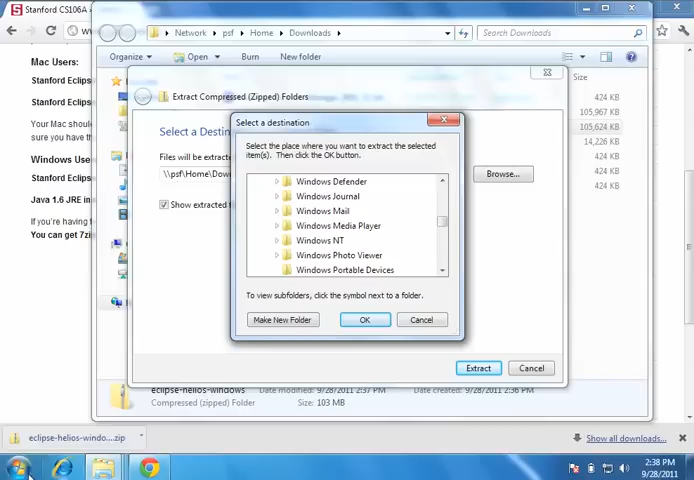 Stanford CS106A
Network ▸ psf ▸ Home ▸ Downloads ▸
Search Downloads
Organize
Open
Burn
New folder
Mac Users:
Stanford Eclips
Stanford Eclips
Your Mac shoul
sure you have th
Windows Use
Stanford Eclips
Java 1.6 JRE in
If you're having t
You can get 7zi
Extract Compressed (Zipped) Folders
Size
424 KB
105,967 KB
105,624 KB
14,226 KB
424 KB
424 KB
424 KB
Select a Destin
Files will be extracte
\\psf\Home\Dow
Browse...
Show extracted
Select a destination
Select the place where you want to extract the selected
item(s). Then click the OK button.
Windows Defender
Windows Journal
Windows Mail
Windows Media Player
Windows NT
Windows Photo Viewer
Windows Portable Devices
To view subfolders, click the symbol next to a folder.
Make New Folder
OK
Cancel
Extract
Cancel
eclipse-helios-windows
Date modified: 9/28/2011 2:37 PM
Date created: 9/28/2011 2:36 PM
Compressed (zipped) Folder
Size: 103 MB
eclipse-helios-windo....zip
Show all downloads...
2:38 PM
9/28/2011